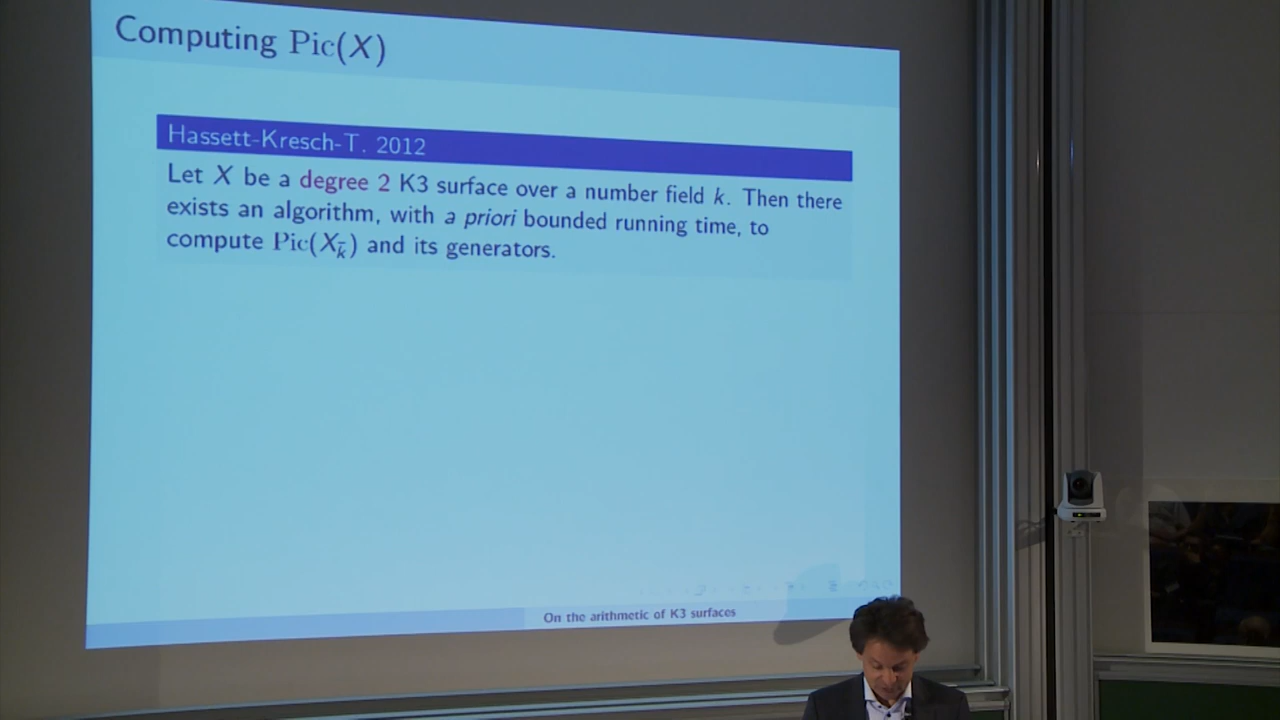 Computing Pic(X)
Hassett-Kresch-T. 2012
Let X be a degree 2 K3 surface over a number field k. Then there
exists an algorithm, with a priori bounded running time, to
compute Pic(X_k̄) and its generators.
On the arithmetic of K3 surfaces